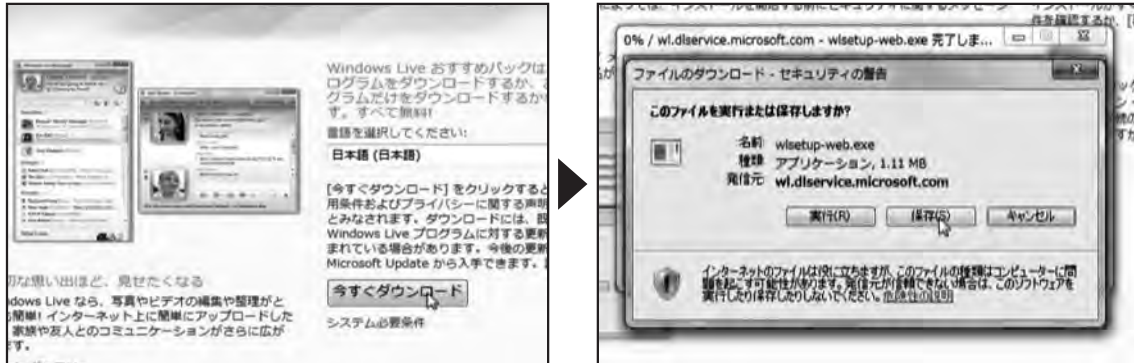 Windows Live おすすめパックは
ログラムをダウンロードするか、
グラムだけをダウンロードするか
す。すべて無料!
言語を選択してください:
日本語 (日本語)
[今すぐダウンロード] をクリックすると
用条件およびプライバシーに関する声明
とみなされます。ダウンロードには、既
Windows Live プログラムに対する更新
まれている場合があります。今後の更新
Microsoft Update から入手できます。
今すぐダウンロード
システム必要条件
切な思い出ほど、見せたくなる
dows Live なら、写真やビデオの編集や整理がと
簡単! インターネット上に簡単にアップロードした
家族や友人とのコミュニケーションがさらに広が
ます。
件を確認するか、
0% / wl.dlservice.microsoft.com - wlsetup-web.exe 完了しま...
ファイルのダウンロード - セキュリティの警告
このファイルを実行または保存しますか?
名前 wlsetup-web.exe
種類 アプリケーション, 1.11 MB
発信元 wl.dlservice.microsoft.com
実行(R) 保存(S) キャンセル
インターネットのファイルは役に立ちますが、このファイルの種類はコンピューターに問
題を起こす可能性があります。発信元が信頼できない場合は、このソフトウェアを
実行したり保存したりしないでください。危険性の説明